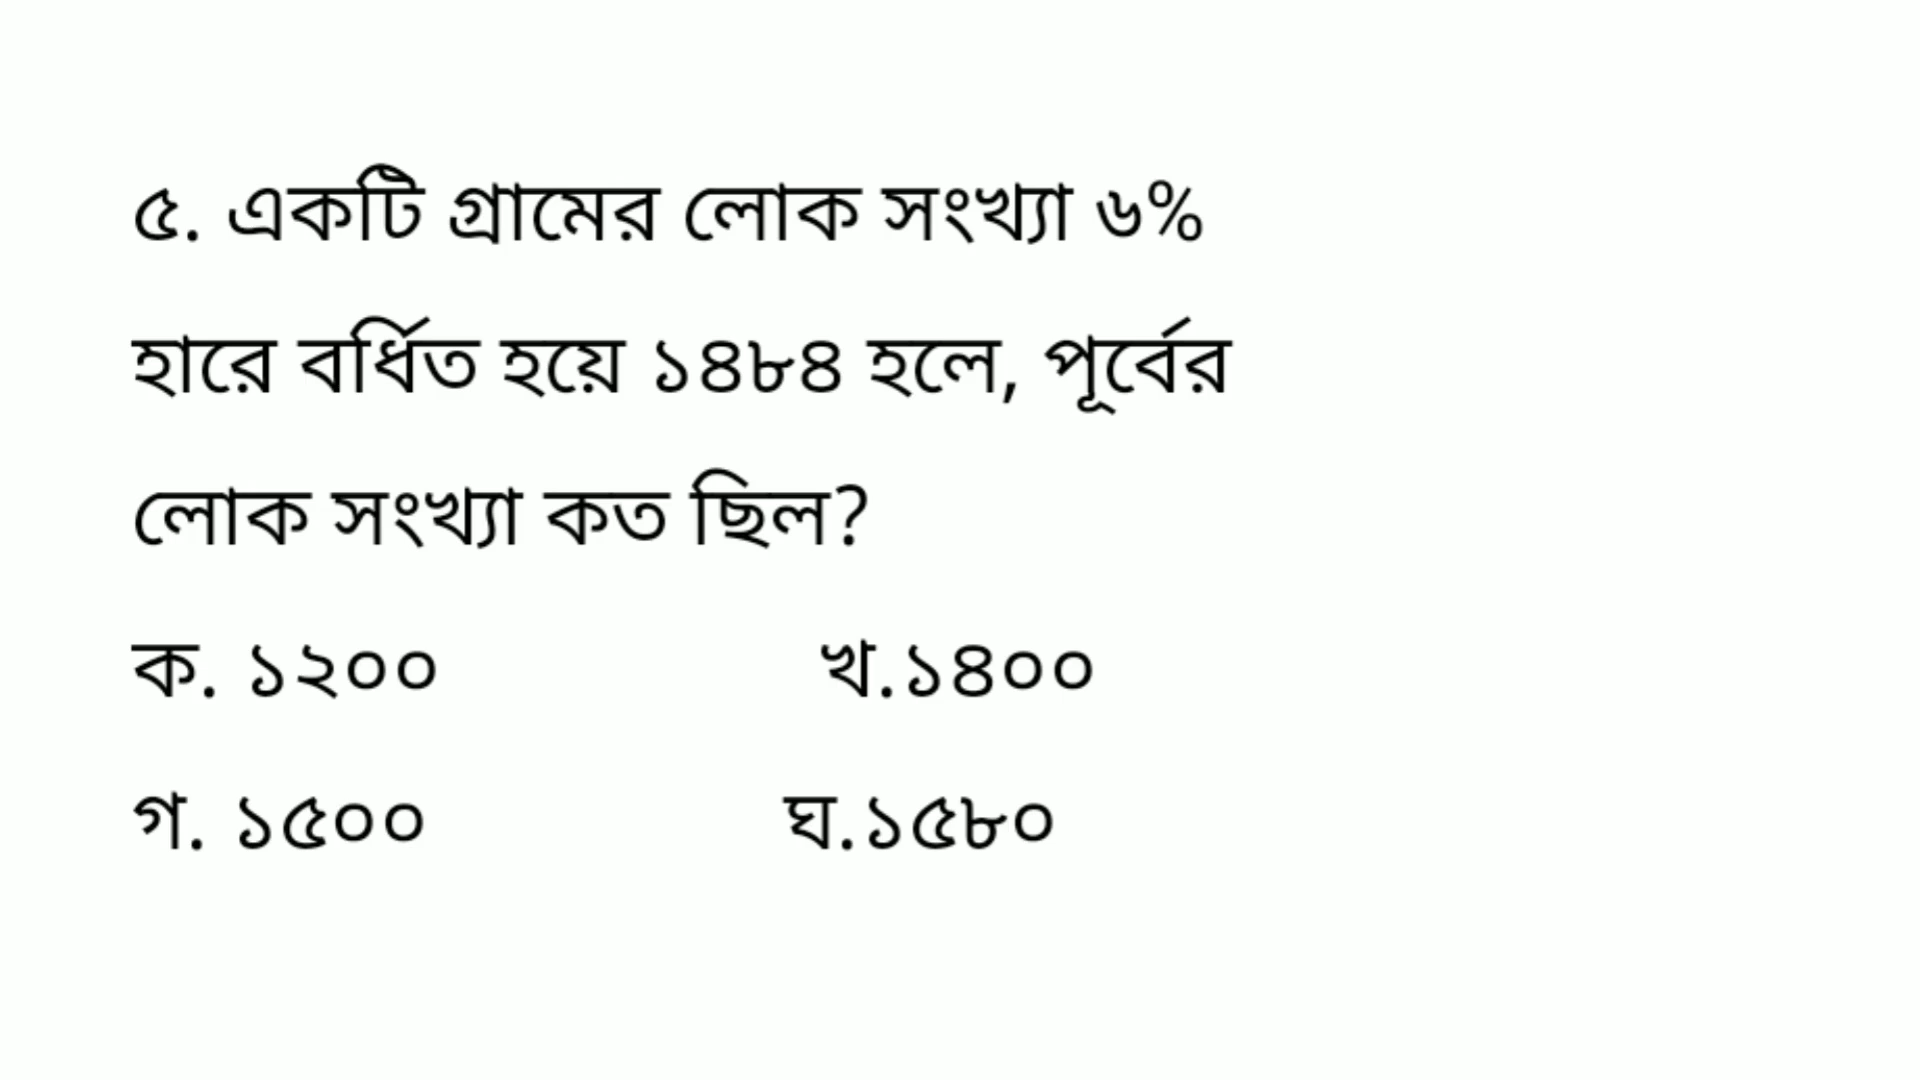 ৫. একটি গ্রামের লোক সংখ্যা ৬%
হারে বর্ধিত হয়ে ১৪৮৪ হলে, পূর্বের
লোক সংখ্যা কত ছিল?
ক. ১২০০ খ.১৪০০
গ. ১৫০০ ঘ.১৫৮০